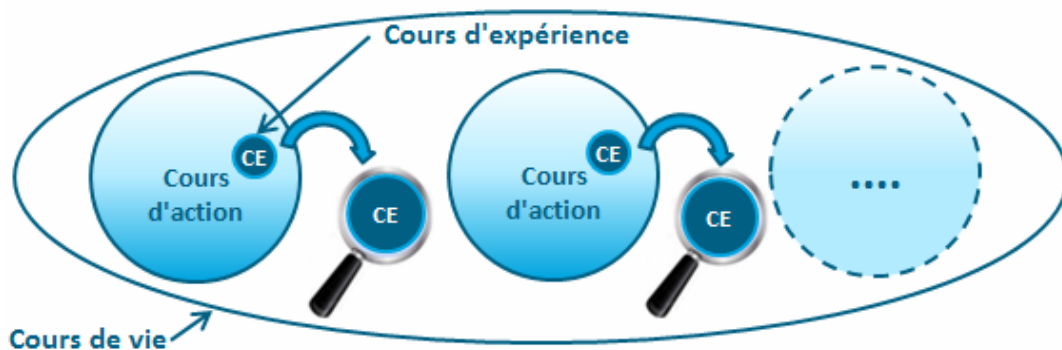 Cours d'expérience
CE
Cours
d'action
CE
CE
Cours
d'action
CE
....
Cours de vie